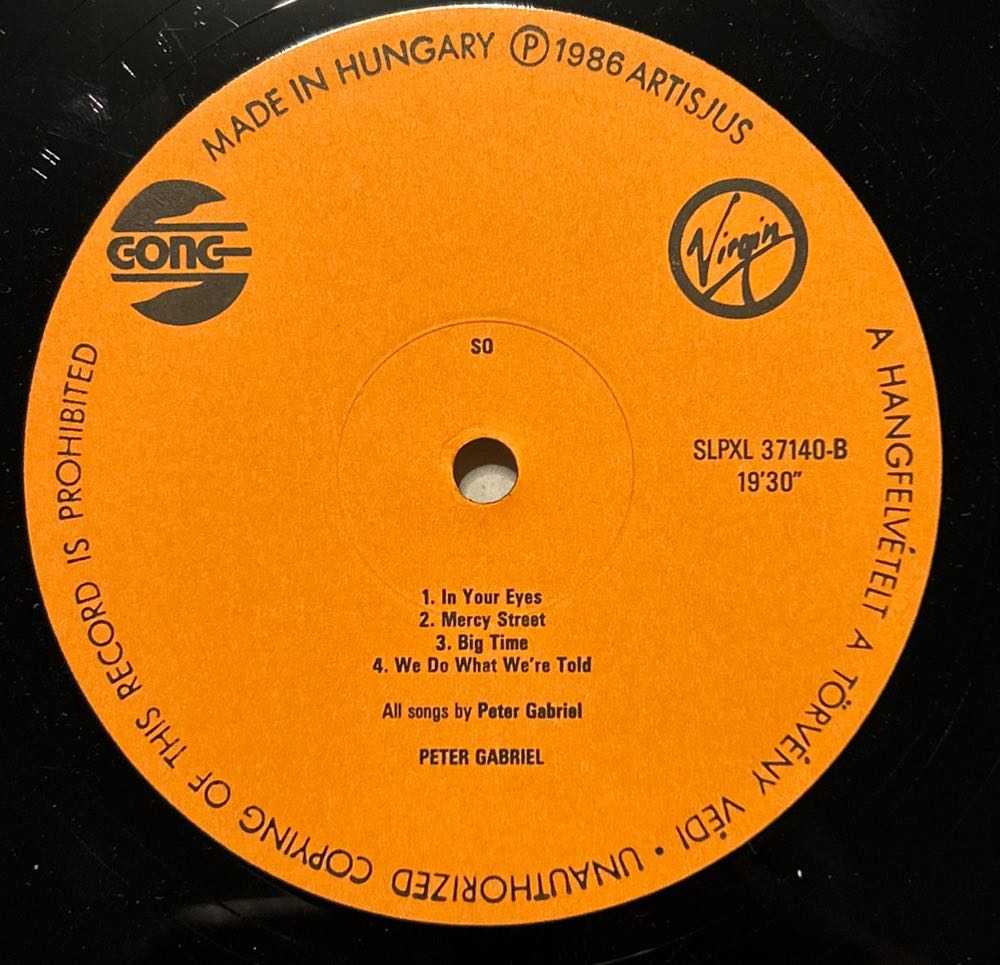 MADE IN HUNGARY Ⓟ 1986 ARTISJUS
GONG
Virgin
SO
SLPXL 37140-B
19'30"
1. In Your Eyes
2. Mercy Street
3. Big Time
4. We Do What We're Told
All songs by Peter Gabriel
PETER GABRIEL
A HANGFELVÉTELT A TÖRVÉNY VÉDI • UNAUTHORIZED COPYING OF THIS RECORD IS PROHIBITED